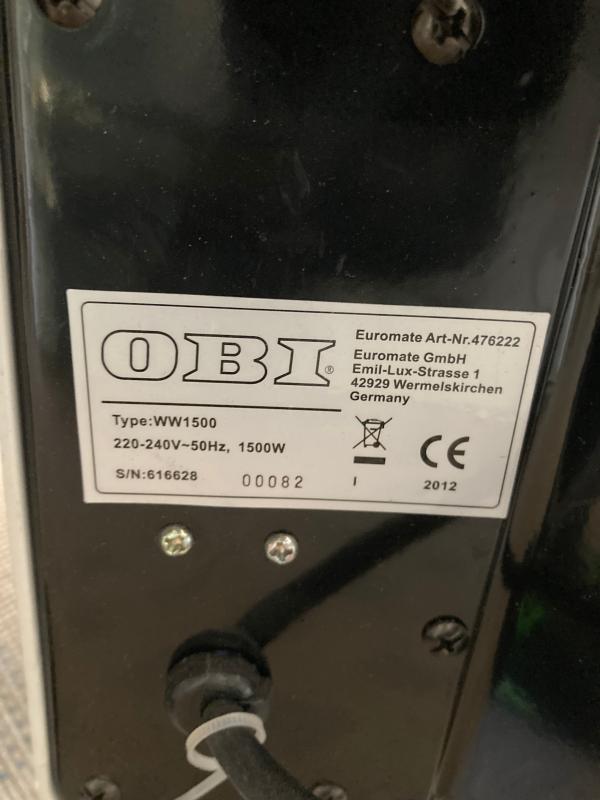 OBI®
Euromate Art-Nr.476222
Euromate GmbH
Emil-Lux-Strasse 1
42929 Wermelskirchen
Germany
Type:WW1500
220-240V~50Hz, 1500W
S/N:616628 00082
I
CE
2012